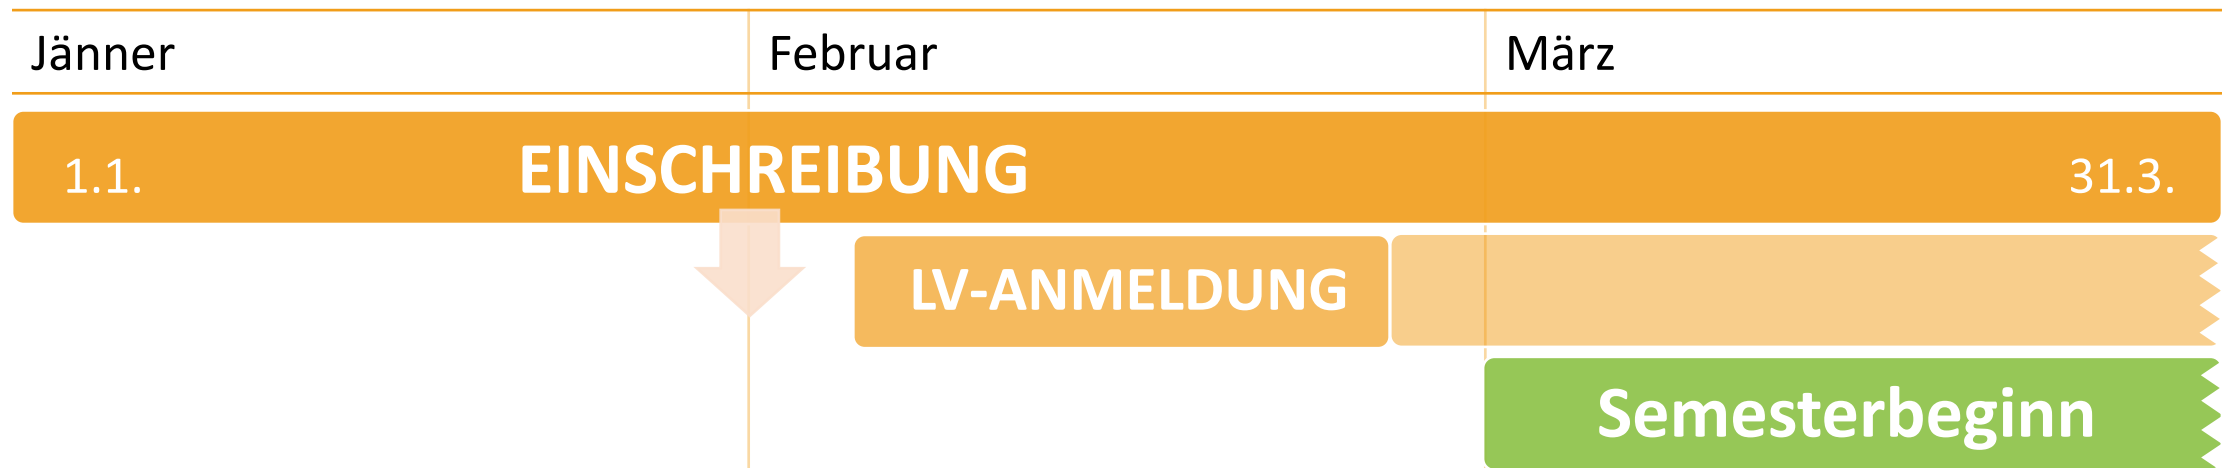 Jänner Februar März
1.1. EINSCHREIBUNG 31.3.
LV-ANMELDUNG
Semesterbeginn